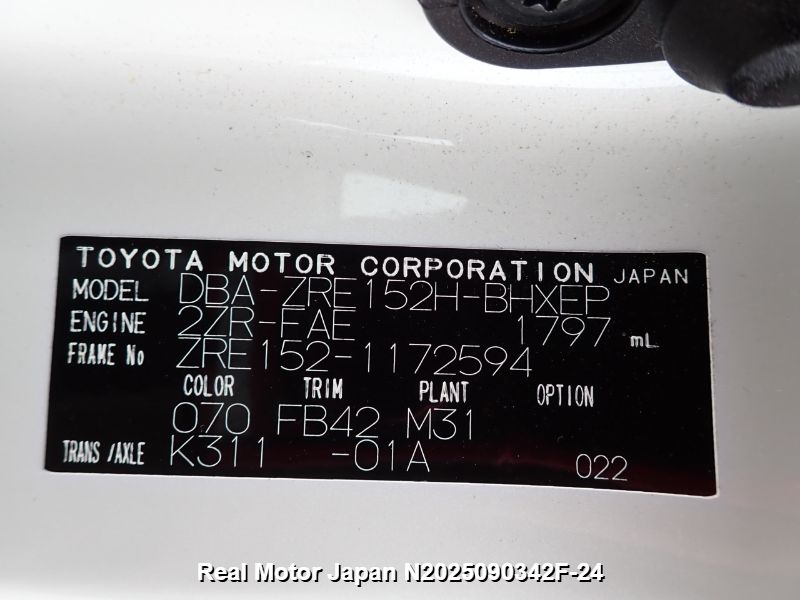 TOYOTA MOTOR CORPORATION JAPAN
MODEL DBA-ZRE152H-BHXEP
ENGINE 2ZR-FAE 1797 mL
FRAME No ZRE152-1172594
COLOR TRIM PLANT OPTION
070 FB42 M31
TRANS/AXLE K311 -01A 022
Real Motor Japan N2025090342F-24